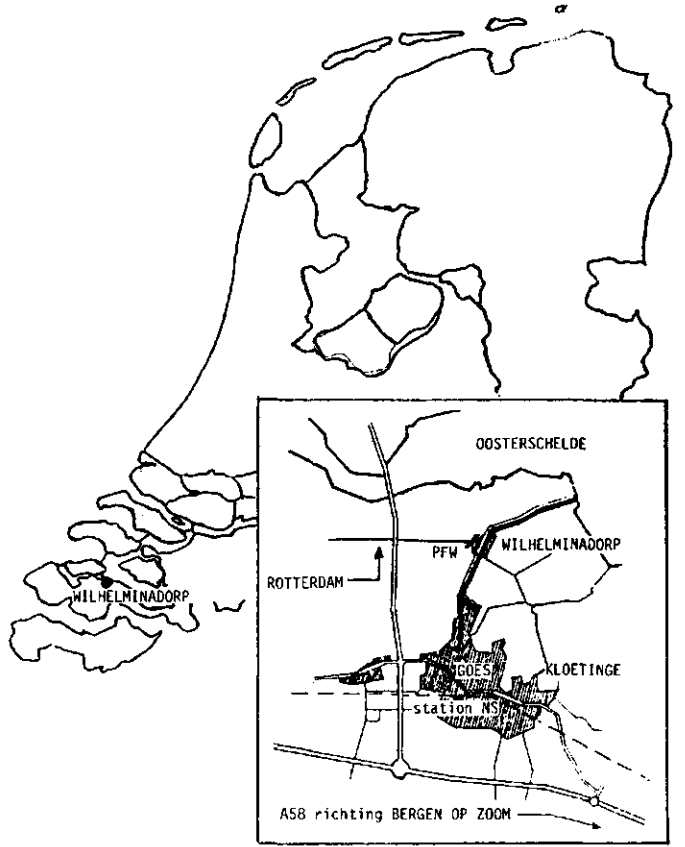 OOSTERSCHELDE
PFW
WILHELMINADORP
ROTTERDAM
WILHELMINADORP
GOES
KLOETINGE
station NS
A58 richting BERGEN OP ZOOM